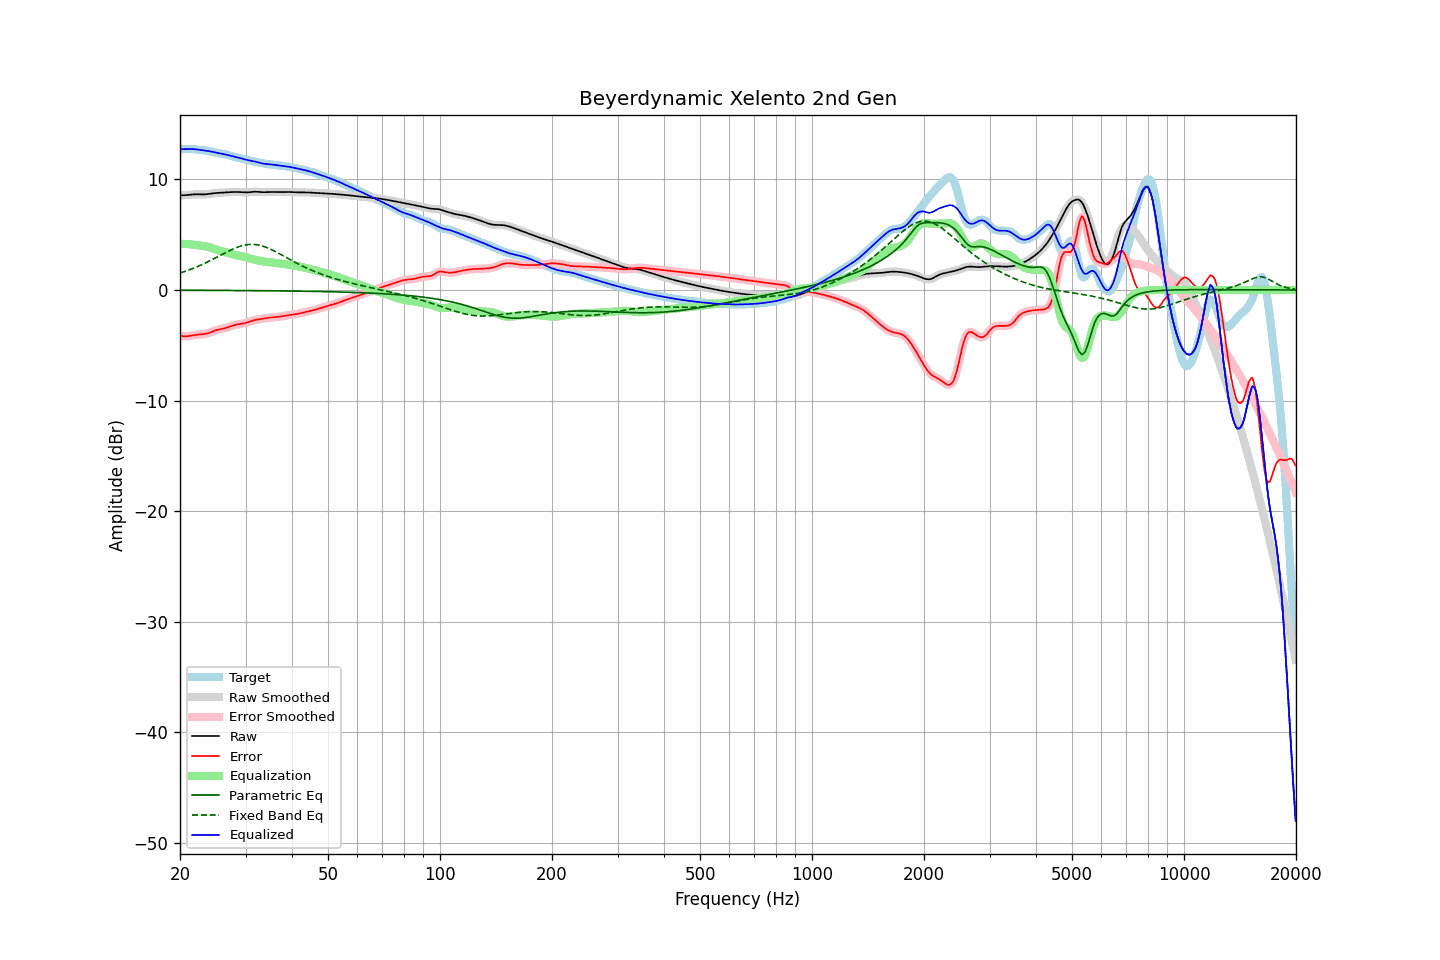 Beyerdynamic Xelento 2nd Gen
Amplitude (dBr)
10
0
−10
−20
−30
−40
−50
Target
Raw Smoothed
Error Smoothed
Raw
Error
Equalization
Parametric Eq
Fixed Band Eq
Equalized
20 50 100 200 500 1000 2000 5000 10000 20000
Frequency (Hz)